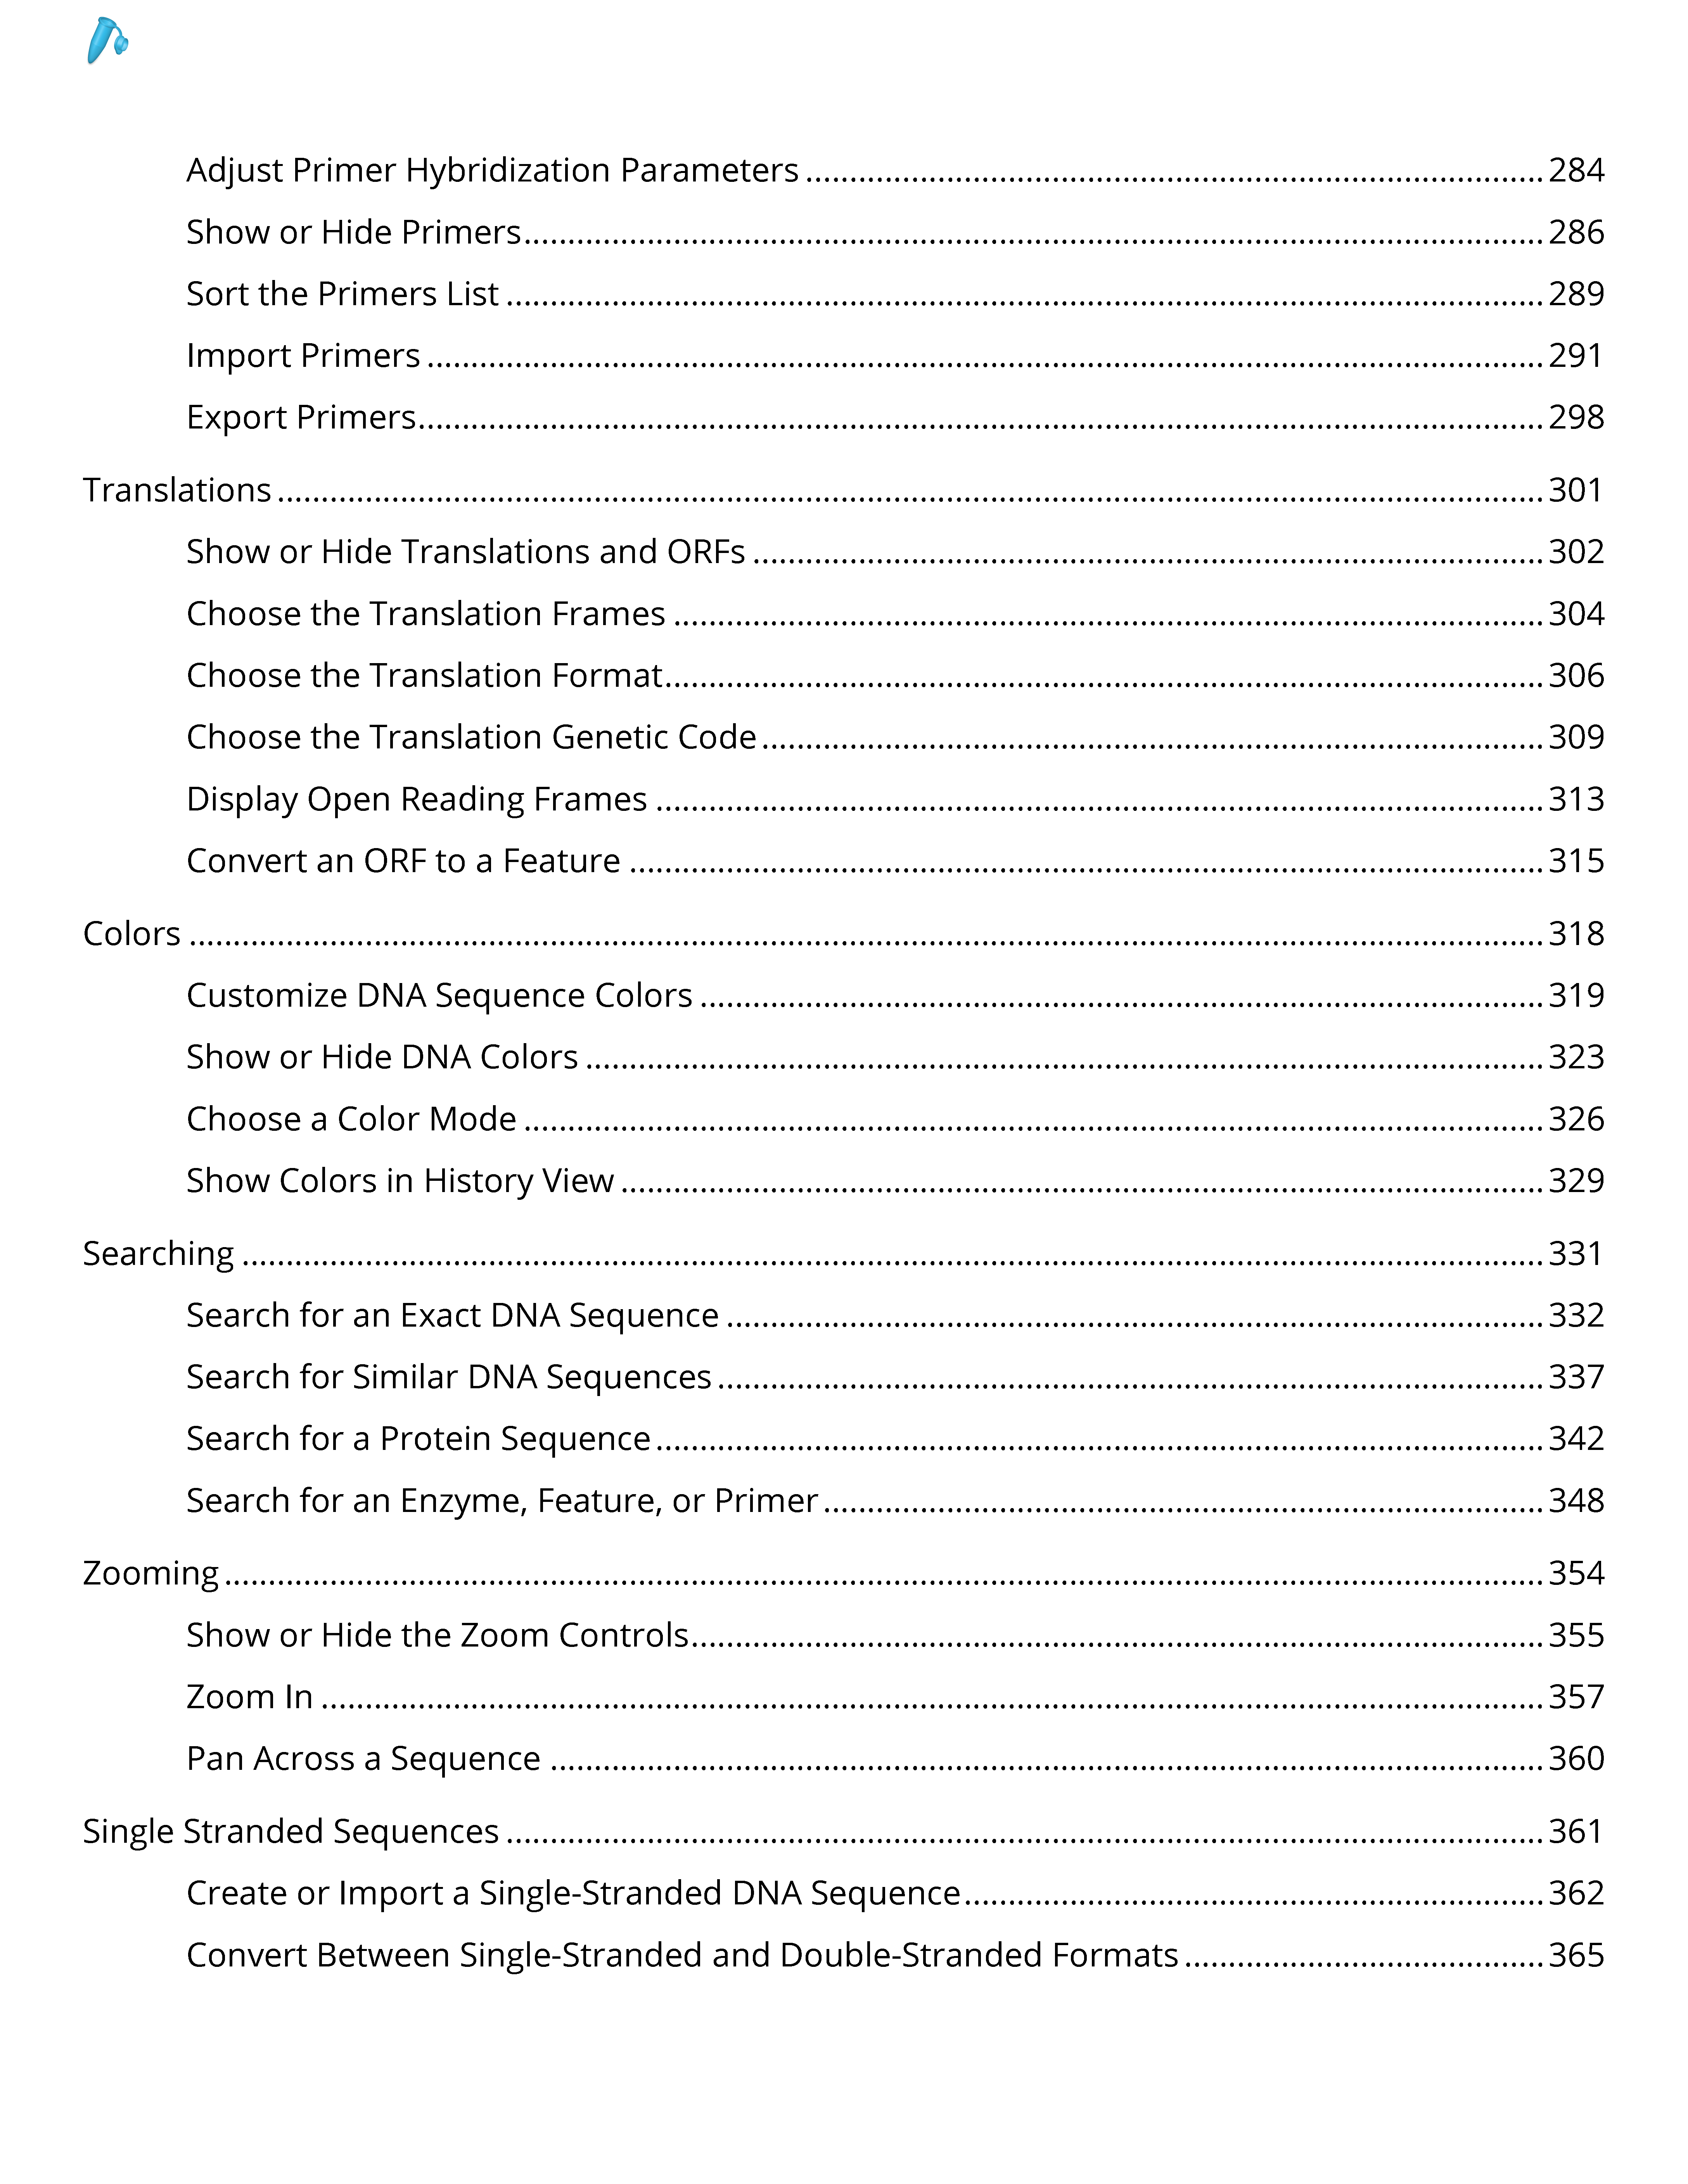 Adjust Primer Hybridization Parameters ........ 284
Show or Hide Primers ........ 286
Sort the Primers List ........ 289
Import Primers ........ 291
Export Primers ........ 298
Translations ........ 301
Show or Hide Translations and ORFs ........ 302
Choose the Translation Frames ........ 304
Choose the Translation Format ........ 306
Choose the Translation Genetic Code ........ 309
Display Open Reading Frames ........ 313
Convert an ORF to a Feature ........ 315
Colors ........ 318
Customize DNA Sequence Colors ........ 319
Show or Hide DNA Colors ........ 323
Choose a Color Mode ........ 326
Show Colors in History View ........ 329
Searching ........ 331
Search for an Exact DNA Sequence ........ 332
Search for Similar DNA Sequences ........ 337
Search for a Protein Sequence ........ 342
Search for an Enzyme, Feature, or Primer ........ 348
Zooming ........ 354
Show or Hide the Zoom Controls ........ 355
Zoom In ........ 357
Pan Across a Sequence ........ 360
Single Stranded Sequences ........ 361
Create or Import a Single-Stranded DNA Sequence ........ 362
Convert Between Single-Stranded and Double-Stranded Formats ........ 365